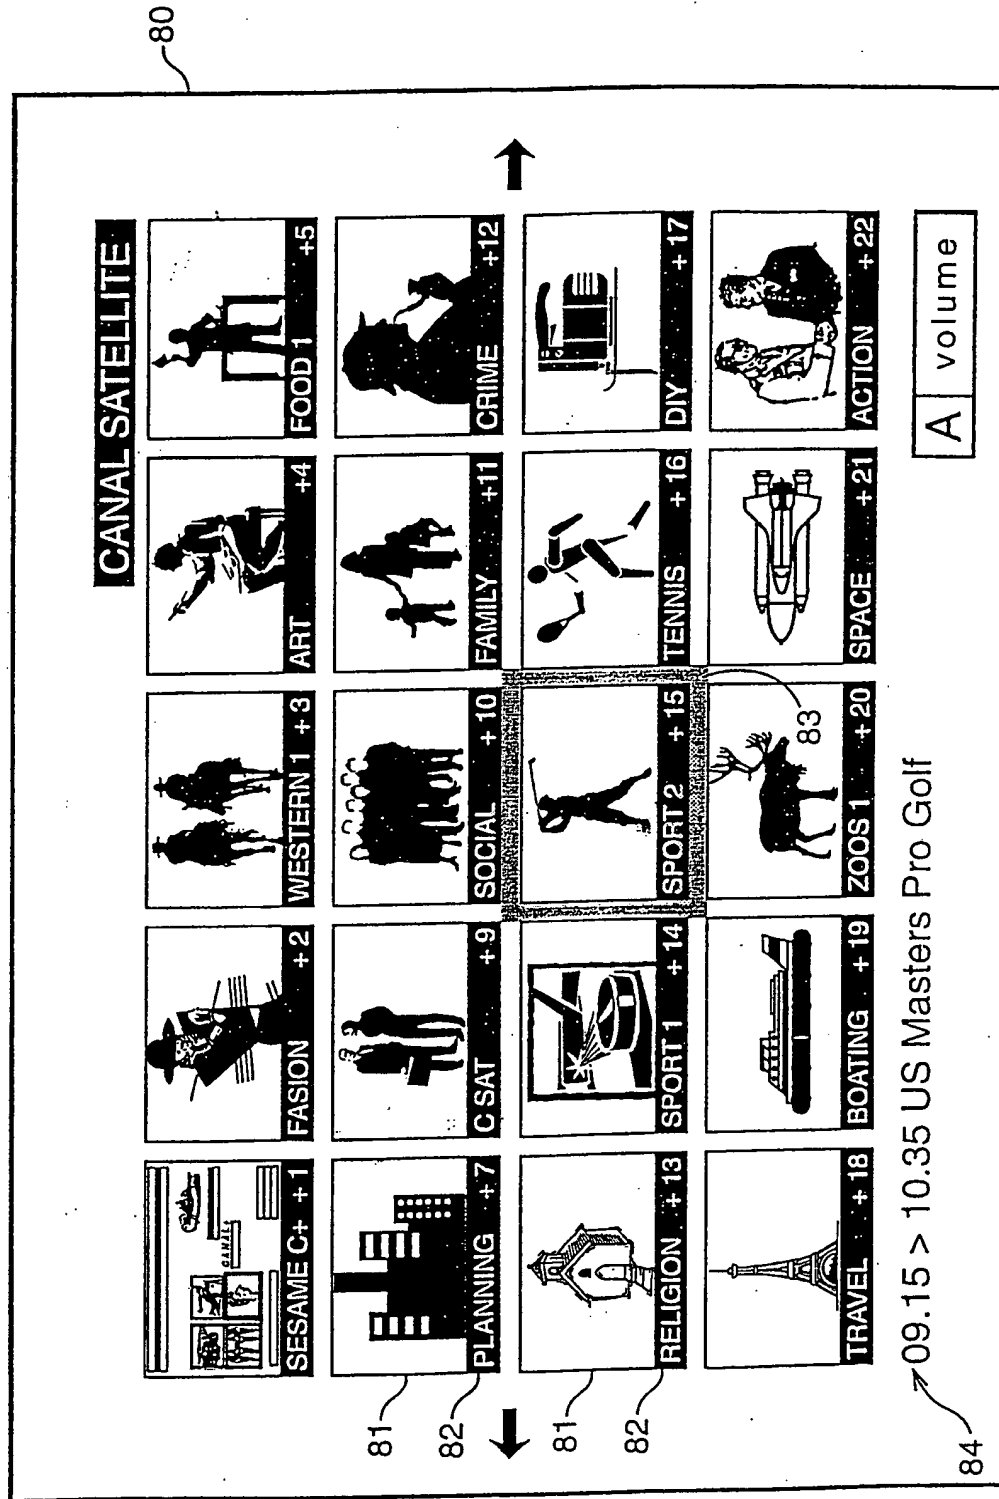 80
CANAL SATELLITE
SESAME C+ +1 FASION +2 WESTERN 1 +3 ART +4 FOOD 1 +5
81
82 PLANNING +7 C SAT +9 SOCIAL +10 FAMILY +11 CRIME +12
81
82 RELIGION +13 SPORT 1 +14 SPORT 2 +15 TENNIS +16 DIY +17
83
TRAVEL +18 BOATING +19 ZOOS 1 +20 SPACE +21 ACTION +22
09.15 > 10.35 US Masters Pro Golf A volume
84